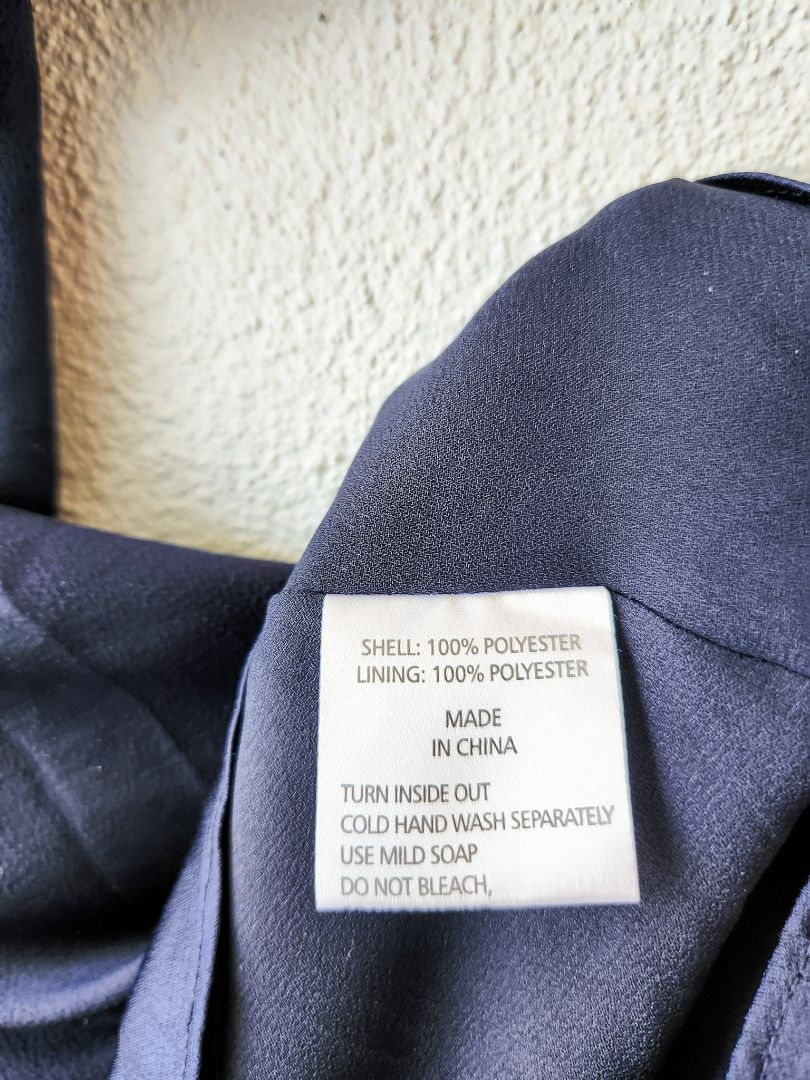 SHELL: 100% POLYESTER
LINING: 100% POLYESTER
MADE
IN CHINA
TURN INSIDE OUT
COLD HAND WASH SEPARATELY
USE MILD SOAP
DO NOT BLEACH,